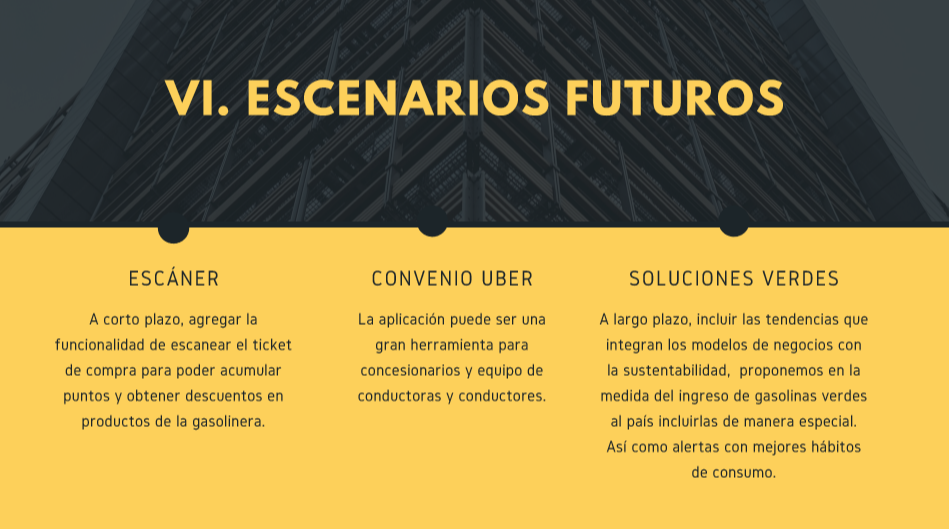 VI. ESCENARIOS FUTUROS
ESCÁNER
A corto plazo, agregar la
funcionalidad de escanear el ticket
de compra para poder acumular
puntos y obtener descuentos en
productos de la gasolinera.
CONVENIO UBER
La aplicación puede ser una
gran herramienta para
concesionarios y equipo de
conductoras y conductores.
SOLUCIONES VERDES
A largo plazo, incluir las tendencias que
integran los modelos de negocios con
la sustentabilidad,  proponemos en la
medida del ingreso de gasolinas verdes
al país incluirlas de manera especial.
Así como alertas con mejores hábitos
de consumo.